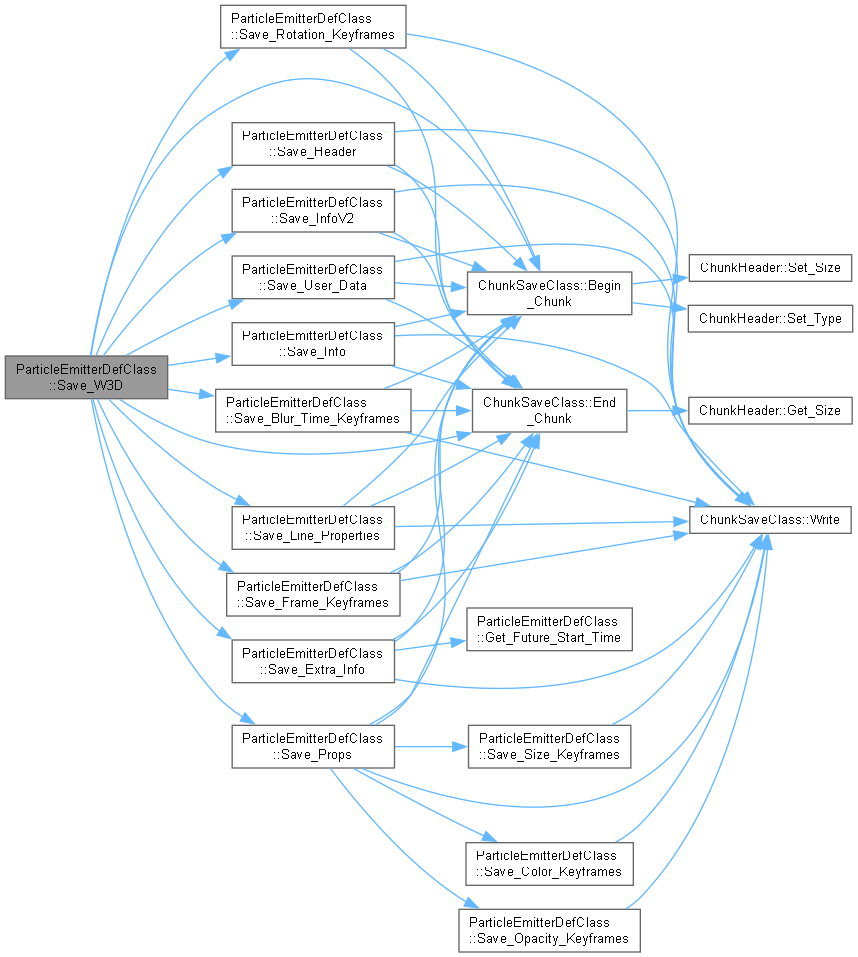 ParticleEmitterDefClass
::Save_Rotation_Keyframes
ParticleEmitterDefClass
::Save_Header
ParticleEmitterDefClass
::Save_InfoV2
ParticleEmitterDefClass
::Save_User_Data
ParticleEmitterDefClass
::Save_Info
ParticleEmitterDefClass
::Save_W3D
ParticleEmitterDefClass
::Save_Blur_Time_Keyframes
ParticleEmitterDefClass
::Save_Line_Properties
ParticleEmitterDefClass
::Save_Frame_Keyframes
ParticleEmitterDefClass
::Save_Extra_Info
ParticleEmitterDefClass
::Save_Props
ChunkSaveClass::Begin
_Chunk
ChunkSaveClass::End
_Chunk
ParticleEmitterDefClass
::Get_Future_Start_Time
ParticleEmitterDefClass
::Save_Size_Keyframes
ParticleEmitterDefClass
::Save_Color_Keyframes
ParticleEmitterDefClass
::Save_Opacity_Keyframes
ChunkHeader::Set_Size
ChunkHeader::Set_Type
ChunkHeader::Get_Size
ChunkSaveClass::Write